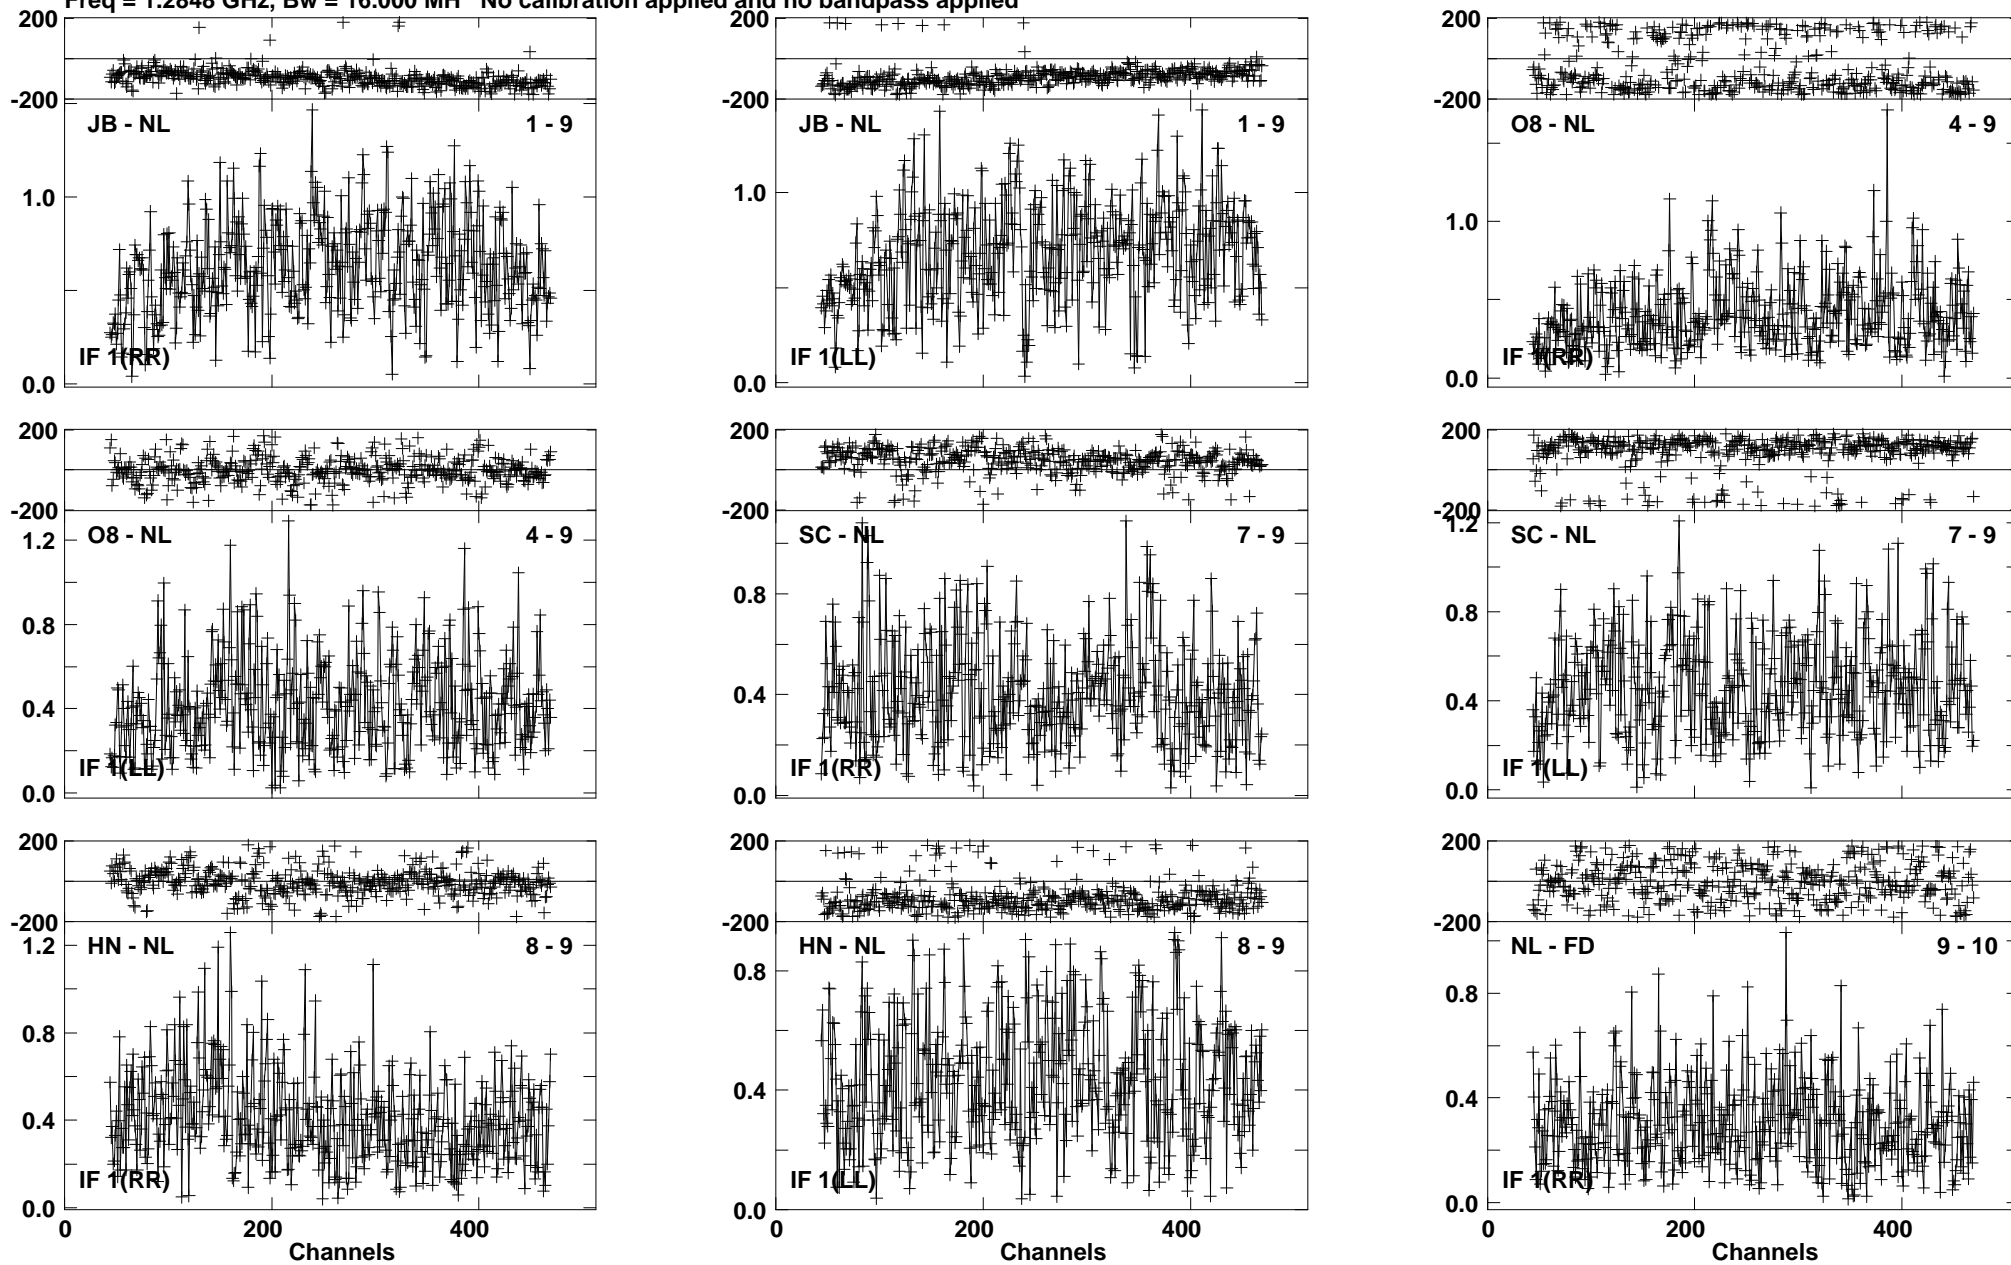 Freq = 1.2848 GHz, Bw = 16.000 MH No calibration applied and no bandpass applied
200
-200
JB - NL 1 - 9
1.0
IF 1(RR)
0.0
200
-200
JB - NL 1 - 9
1.0
IF 1(LL)
0.0
200
-200
O8 - NL 4 - 9
1.0
IF 1(RR)
0.0
200
-200
O8 - NL 4 - 9
1.2
0.8
0.4
IF 1(LL)
0.0
200
-200
SC - NL 7 - 9
0.8
0.4
IF 1(RR)
0.0
200
-200
1.2
SC - NL 7 - 9
0.8
0.4
IF 1(LL)
0.0
200
-200
HN - NL 8 - 9
1.2
0.8
0.4
IF 1(RR)
0.0
0 200 400
Channels
200
-200
HN - NL 8 - 9
0.8
0.4
IF 1(LL)
0.0
0 200 400
Channels
200
-200
NL - FD 9 - 10
0.8
0.4
IF 1(RR)
0.0
0 200 400
Channels